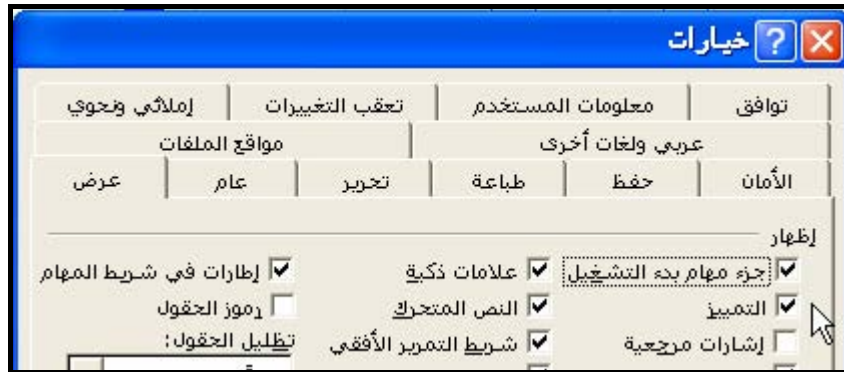 خيارات
توافق معلومات المستخدم تعقب التغييرات إملائي ونحوي
عربي ولغات أخرى مواقع الملفات
الأمان حفظ طباعة تحرير عام عرض
إظهار
جزء مهام بدء التشغيل علامات ذكية إطارات في شريط المهام
التمييز النص المتحرك رموز الحقول
إشارات مرجعية شريط التمرير الأفقي تظليل الحقول: